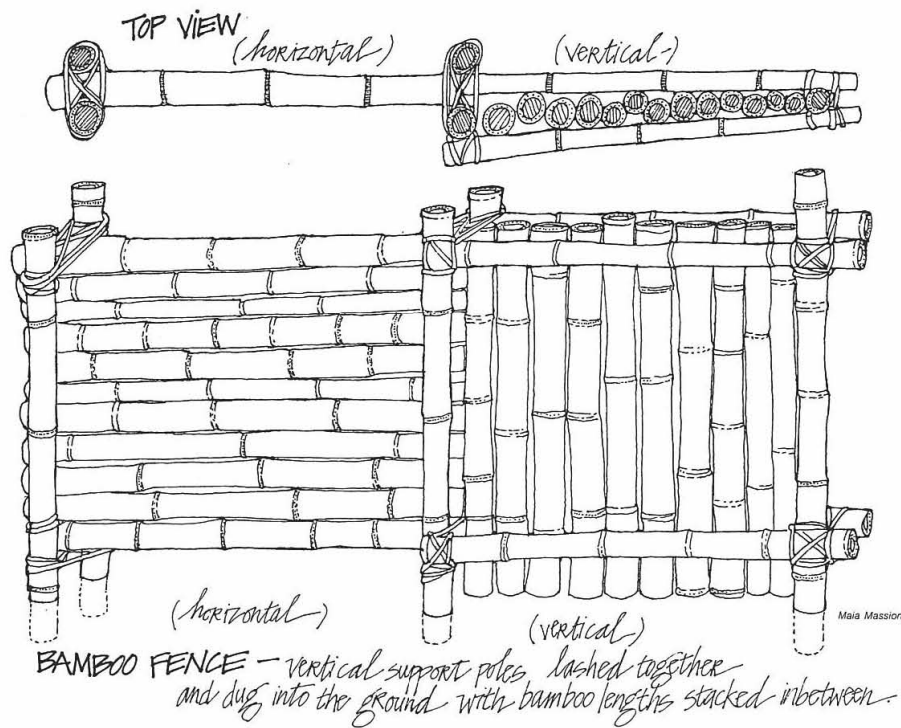 TOP VIEW
(horizontal)
(vertical)
(horizontal)
(vertical)
Maia Massion
BAMBOO FENCE - vertical support poles lashed together
and dug into the ground with bamboo lengths stacked inbetween.